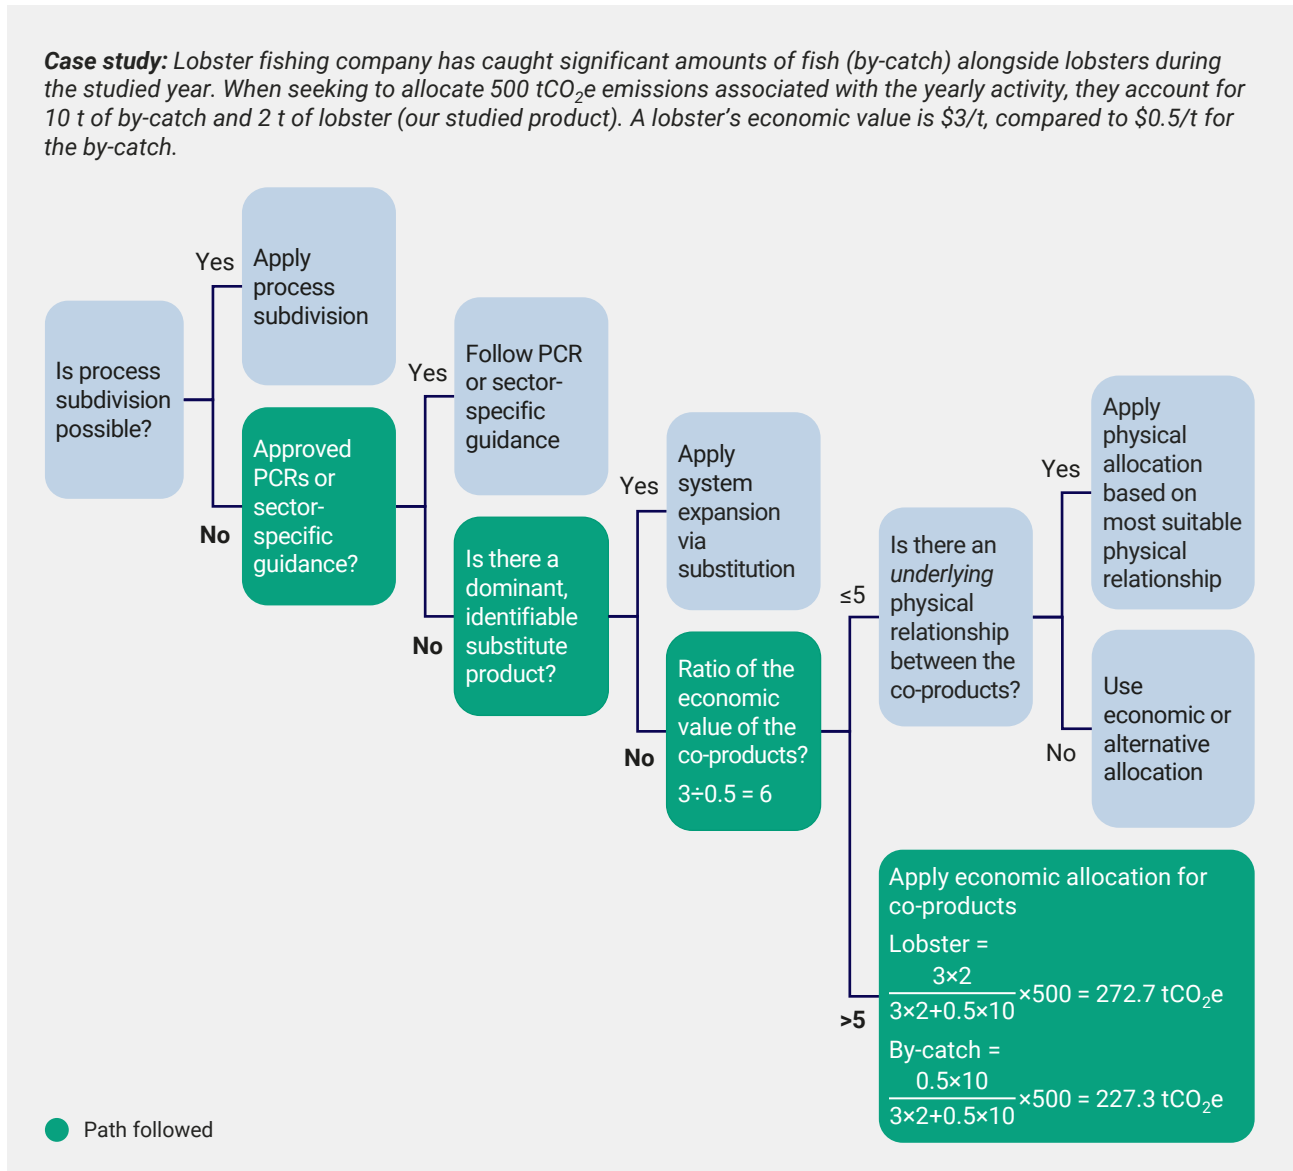 Case study: Lobster fishing company has caught significant amounts of fish (by-catch) alongside lobsters during
the studied year. When seeking to allocate 500 tCO₂e emissions associated with the yearly activity, they account for
10 t of by-catch and 2 t of lobster (our studied product). A lobster's economic value is $3/t, compared to $0.5/t for
the by-catch.
Is process
subdivision
possible?
Yes
Apply
process
subdivision
No
Approved
PCRs or
sector-
specific
guidance?
Yes
Follow PCR
or sector-
specific
guidance
No
Is there a
dominant,
identifiable
substitute
product?
Yes
Apply
system
expansion
via
substitution
No
Ratio of the
economic
value of the
co-products?
3÷0.5 = 6
≤5
Is there an
underlying
physical
relationship
between the
co-products?
Yes
Apply
physical
allocation
based on
most suitable
physical
relationship
No
Use
economic or
alternative
allocation
>5
Apply economic allocation for
co-products
Lobster =
3×2
3×2+0.5×10
×500 = 272.7 tCO₂e
By-catch =
0.5×10
3×2+0.5×10
×500 = 227.3 tCO₂e
Path followed